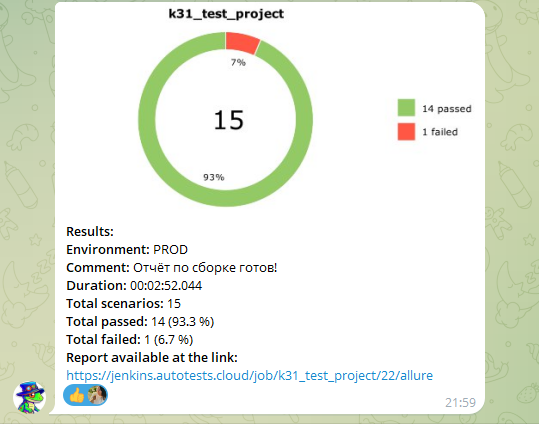 k31_test_project
7%
15
93%
14 passed
1 failed
Results:
Environment: PROD
Comment: Отчёт по сборке готов!
Duration: 00:02:52.044
Total scenarios: 15
Total passed: 14 (93.3 %)
Total failed: 1 (6.7 %)
Report available at the link:
https://jenkins.autotests.cloud/job/k31_test_project/22/allure
21:59